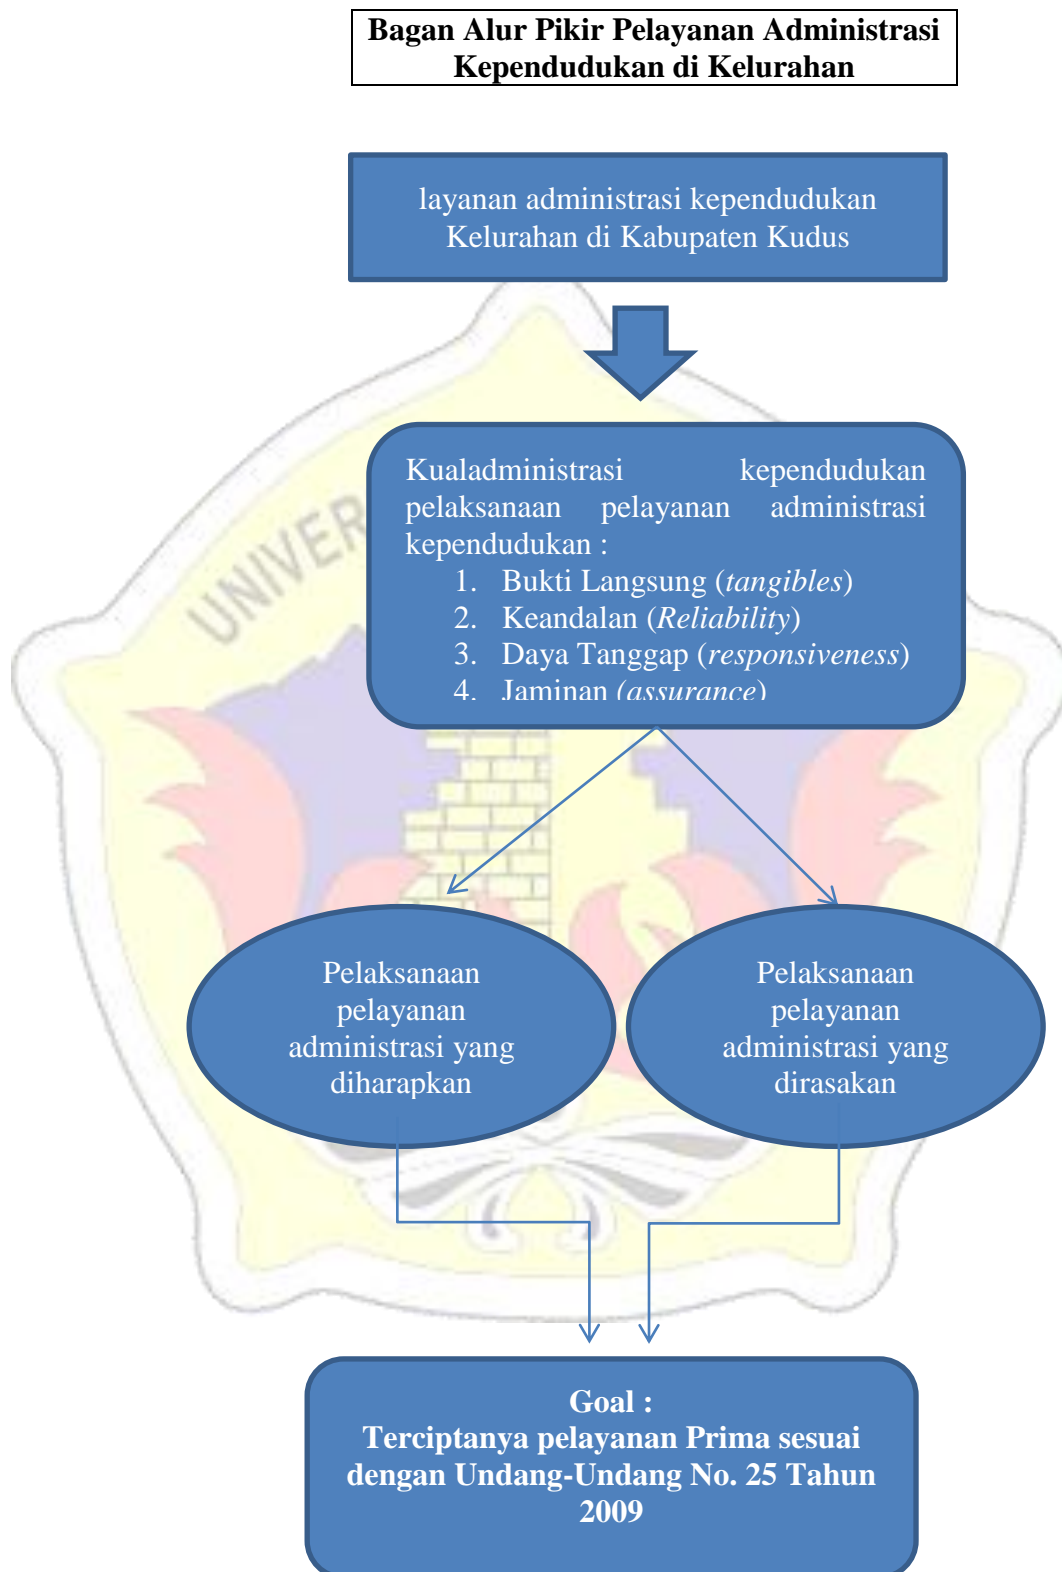 Bagan Alur Pikir Pelayanan Administrasi
Kependudukan di Kelurahan
layanan administrasi kependudukan
Kelurahan di Kabupaten Kudus
UNIVER
Kualadministrasi kependudukan
pelaksanaan pelayanan administrasi
kependudukan :
1. Bukti Langsung (tangibles)
2. Keandalan (Reliability)
3. Daya Tanggap (responsiveness)
4. Jaminan (assurance)
Pelaksanaan
pelayanan
administrasi yang
diharapkan
Pelaksanaan
pelayanan
administrasi yang
dirasakan
Goal :
Terciptanya pelayanan Prima sesuai
dengan Undang-Undang No. 25 Tahun
2009